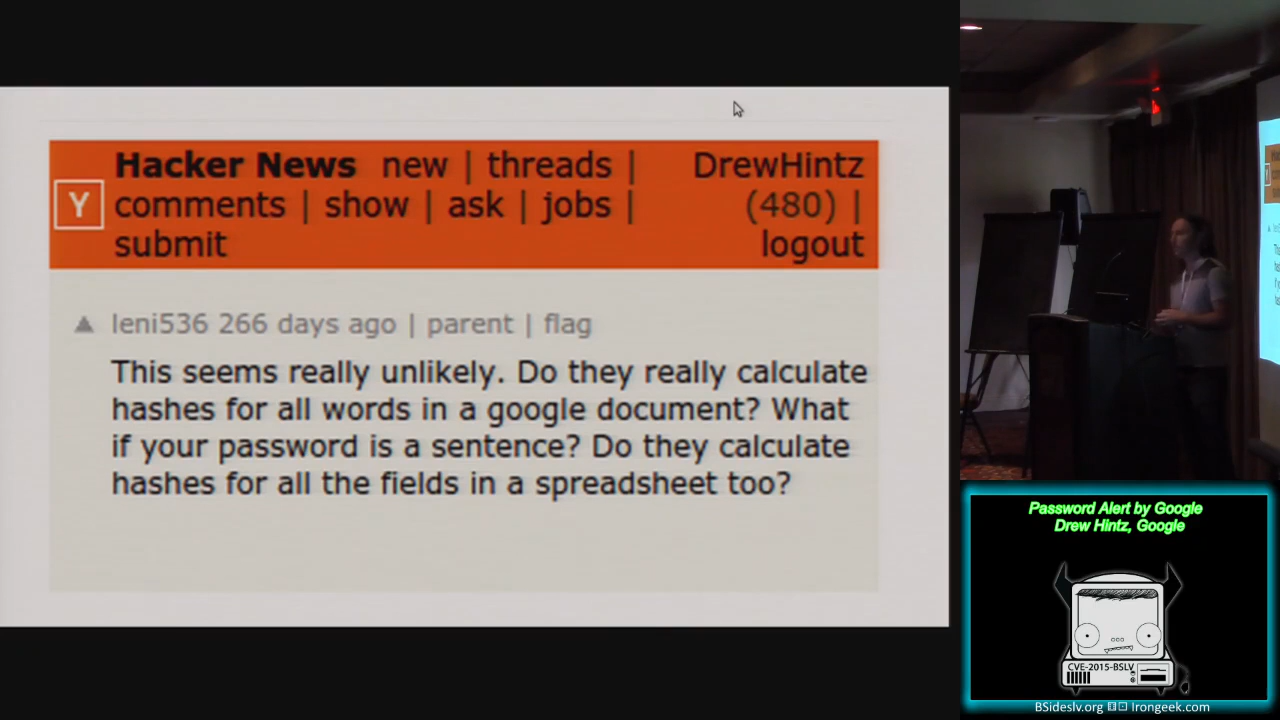 Hacker News new | threads | DrewHintz
Y comments | show | ask | jobs | (480) |
submit logout
▲ leni536 266 days ago | parent | flag
This seems really unlikely. Do they really calculate
hashes for all words in a google document? What
if your password is a sentence? Do they calculate
hashes for all the fields in a spreadsheet too?
Password Alert by Google
Drew Hintz, Google
CVE-2015-BSLV
BSideslv.org Irongeek.com